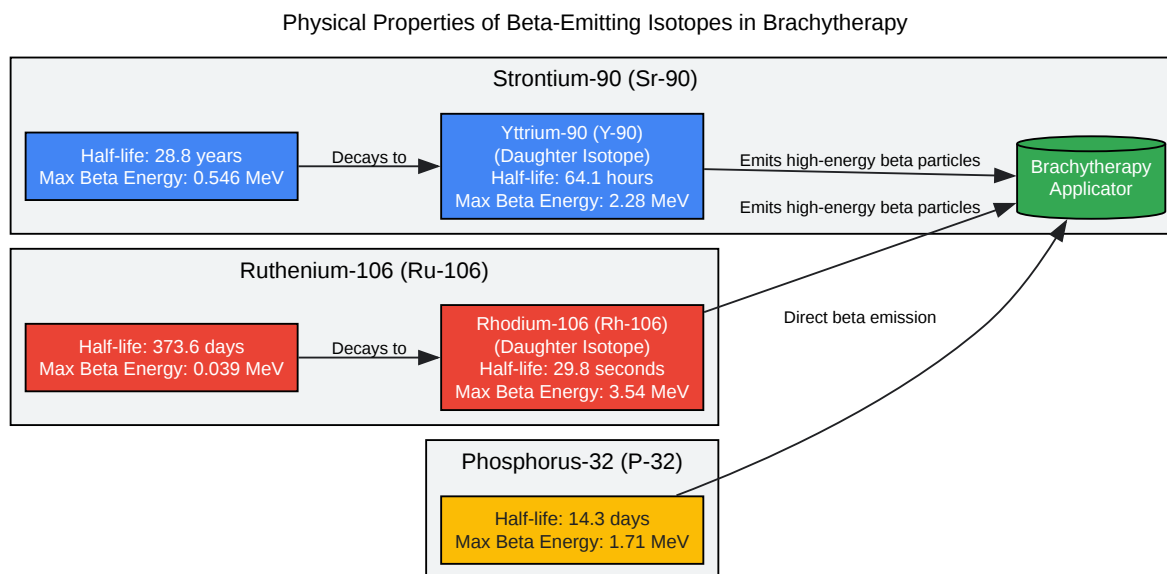 Physical Properties of Beta-Emitting Isotopes in Brachytherapy
Strontium-90 (Sr-90)
Half-life: 28.8 years
Max Beta Energy: 0.546 MeV
Decays to
Yttrium-90 (Y-90)
(Daughter Isotope)
Half-life: 64.1 hours
Max Beta Energy: 2.28 MeV
Emits high-energy beta particles
Brachytherapy
Applicator
Emits high-energy beta particles
Ruthenium-106 (Ru-106)
Half-life: 373.6 days
Max Beta Energy: 0.039 MeV
Decays to
Rhodium-106 (Rh-106)
(Daughter Isotope)
Half-life: 29.8 seconds
Max Beta Energy: 3.54 MeV
Direct beta emission
Phosphorus-32 (P-32)
Half-life: 14.3 days
Max Beta Energy: 1.71 MeV